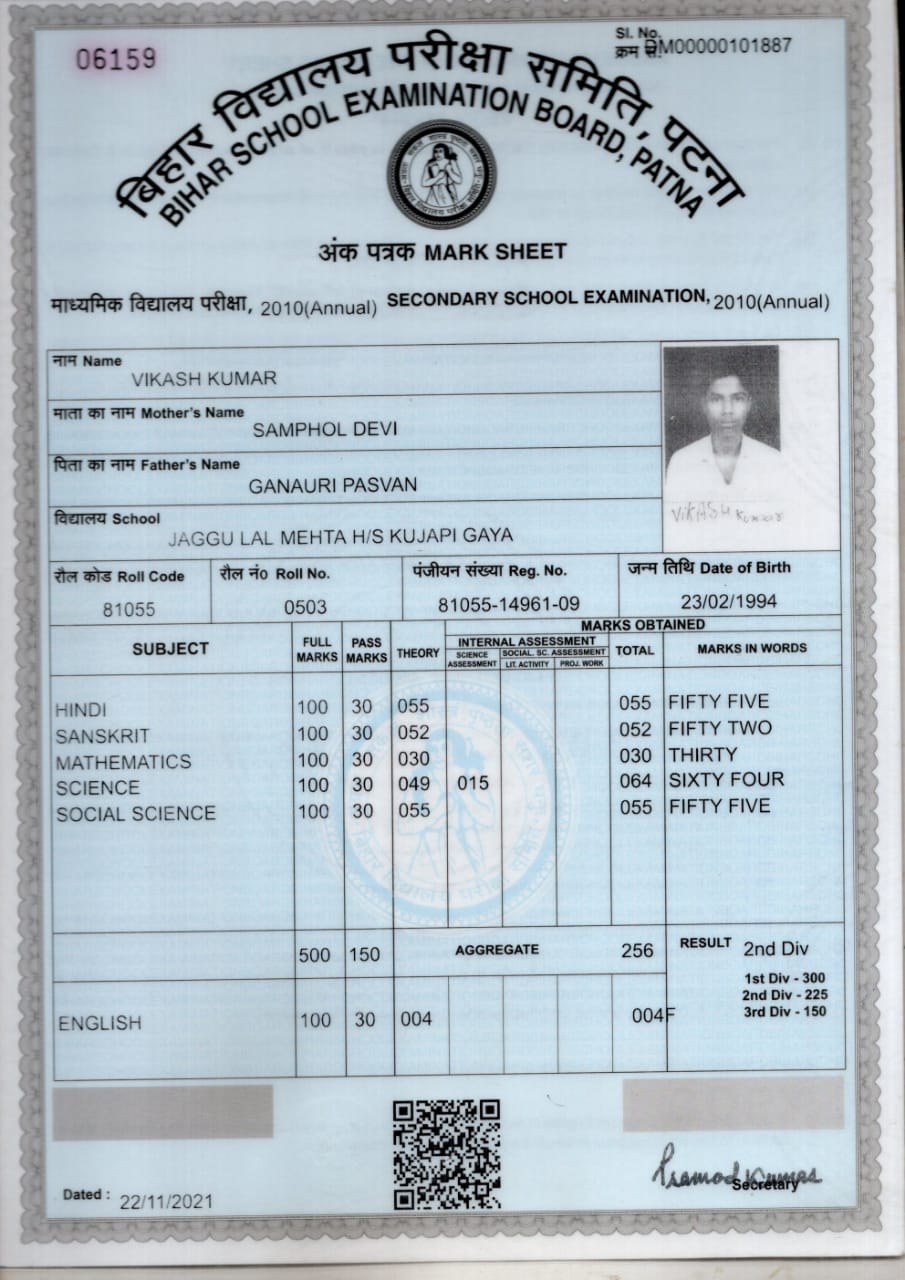 06159
Sl. No.
क्रम सं. DM00000101887
बिहार विद्यालय परीक्षा समिति, पटना
BIHAR SCHOOL EXAMINATION BOARD, PATNA
अंक पत्रक MARK SHEET
माध्यमिक विद्यालय परीक्षा, 2010(Annual) SECONDARY SCHOOL EXAMINATION, 2010(Annual)
नाम Name
VIKASH KUMAR
माता का नाम Mother's Name
SAMPHOL DEVI
पिता का नाम Father's Name
GANAURI PASVAN
विद्यालय School
JAGGU LAL MEHTA H/S KUJAPI GAYA
VIKASH Kumar
रौल कोड Roll Code रौल नं० Roll No. पंजीयन संख्या Reg. No. जन्म तिथि Date of Birth
81055 0503 81055-14961-09 23/02/1994
MARKS OBTAINED
SUBJECT FULL MARKS PASS MARKS THEORY INTERNAL ASSESSMENT TOTAL MARKS IN WORDS
SCIENCE ASSESSMENT SOCIAL. SC. ASSESSMENT
LIT. ACTIVITY PROJ. WORK
HINDI 100 30 055 055 FIFTY FIVE
SANSKRIT 100 30 052 052 FIFTY TWO
MATHEMATICS 100 30 030 030 THIRTY
SCIENCE 100 30 049 015 064 SIXTY FOUR
SOCIAL SCIENCE 100 30 055 055 FIFTY FIVE
500 150 AGGREGATE 256 RESULT 2nd Div
1st Div - 300
2nd Div - 225
3rd Div - 150
ENGLISH 100 30 004 004F
Pramod Kumar
Secretary
Dated : 22/11/2021